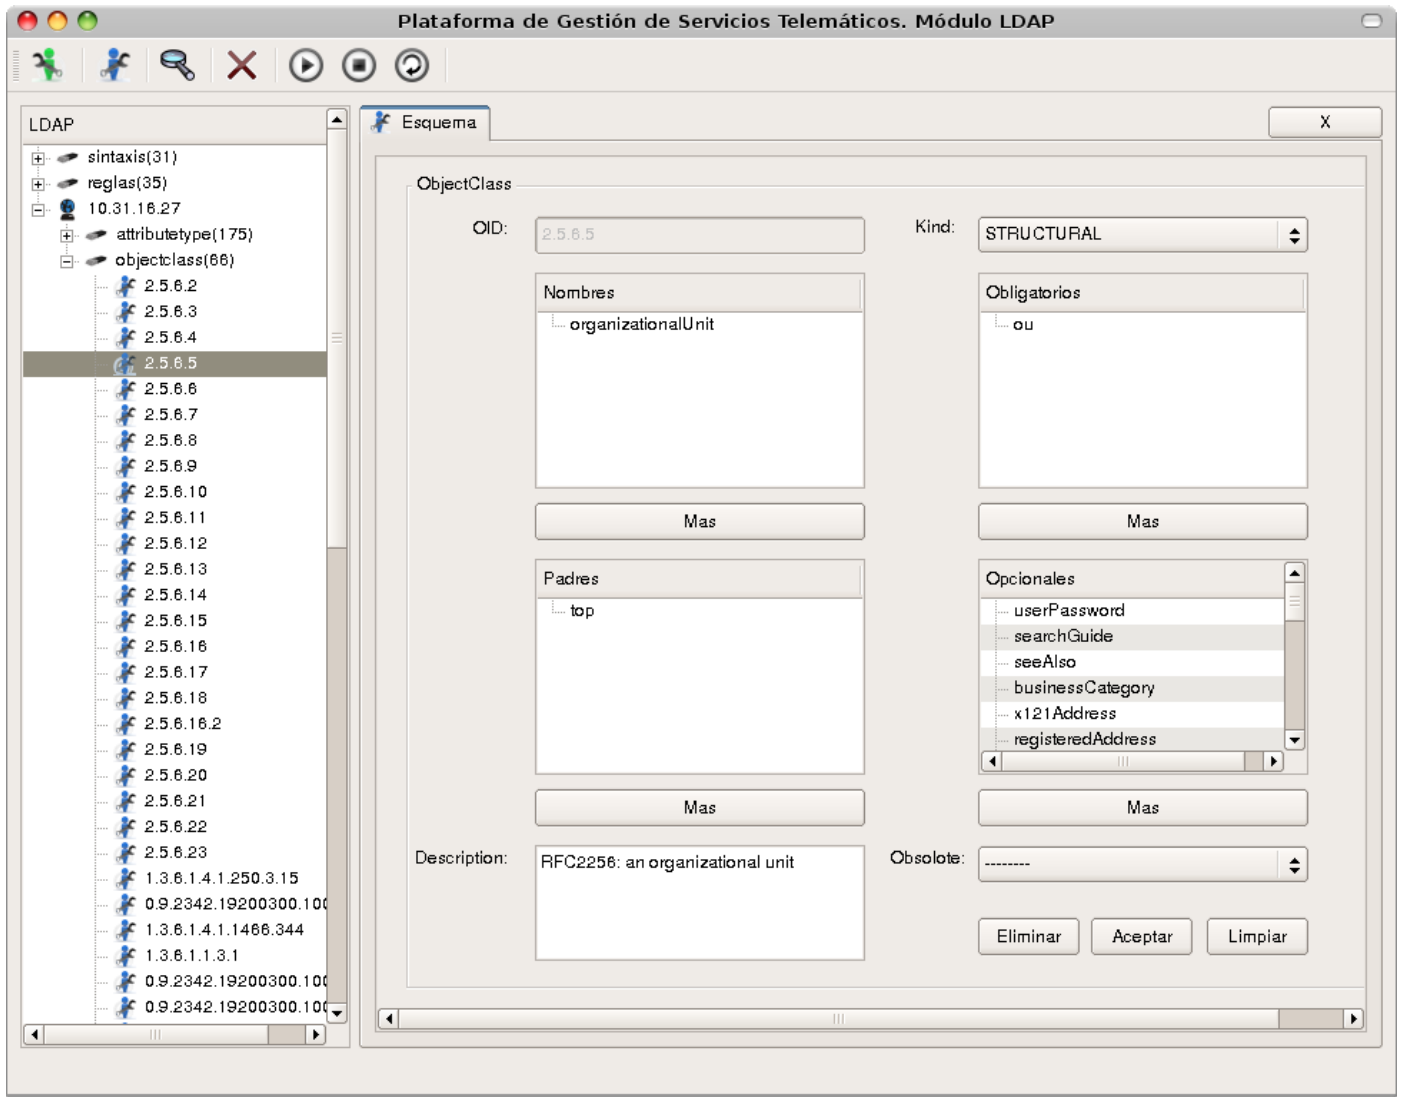 Plataforma de Gestión de Servicios Telemáticos. Módulo LDAP
LDAP
sintaxis(31)
reglas(35)
10.31.16.27
attributetype(175)
objectclass(66)
2.5.6.2
2.5.6.3
2.5.6.4
2.5.6.5
2.5.6.6
2.5.6.7
2.5.6.8
2.5.6.9
2.5.6.10
2.5.6.11
2.5.6.12
2.5.6.13
2.5.6.14
2.5.6.15
2.5.6.16
2.5.6.17
2.5.6.18
2.5.6.16.2
2.5.6.19
2.5.6.20
2.5.6.21
2.5.6.22
2.5.6.23
1.3.6.1.4.1.250.3.15
0.9.2342.19200300.100
1.3.6.1.4.1.1466.344
1.3.6.1.1.3.1
0.9.2342.19200300.100
0.9.2342.19200300.100
Esquema
X
ObjectClass
OID:
2.5.6.5
Kind:
STRUCTURAL
Nombres
organizationalUnit
Mas
Obligatorios
ou
Mas
Padres
top
Mas
Opcionales
userPassword
searchGuide
seeAlso
businessCategory
x121Address
registeredAddress
Mas
Description:
RFC2256: an organizational unit
Obsolote:
--------
Eliminar
Aceptar
Limpiar